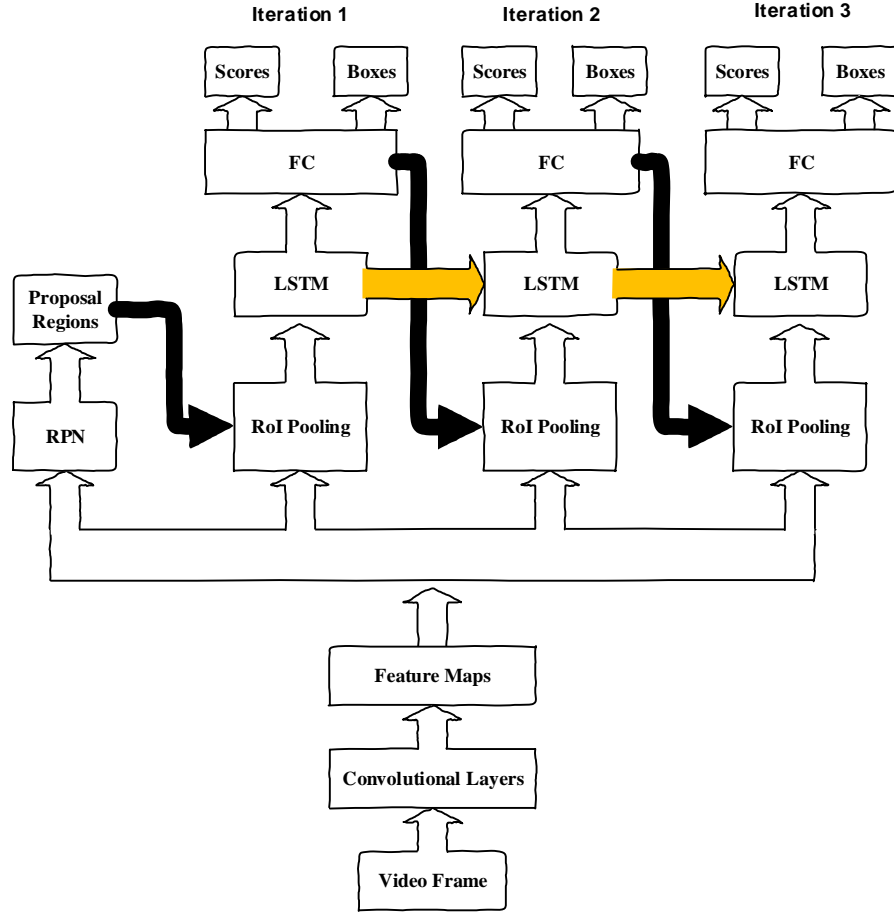 Iteration 1
Iteration 2
Iteration 3
Scores
Boxes
Scores
Boxes
Scores
Boxes
FC
FC
FC
LSTM
LSTM
LSTM
Proposal
Regions
RPN
RoI Pooling
RoI Pooling
RoI Pooling
Feature Maps
Convolutional Layers
Video Frame